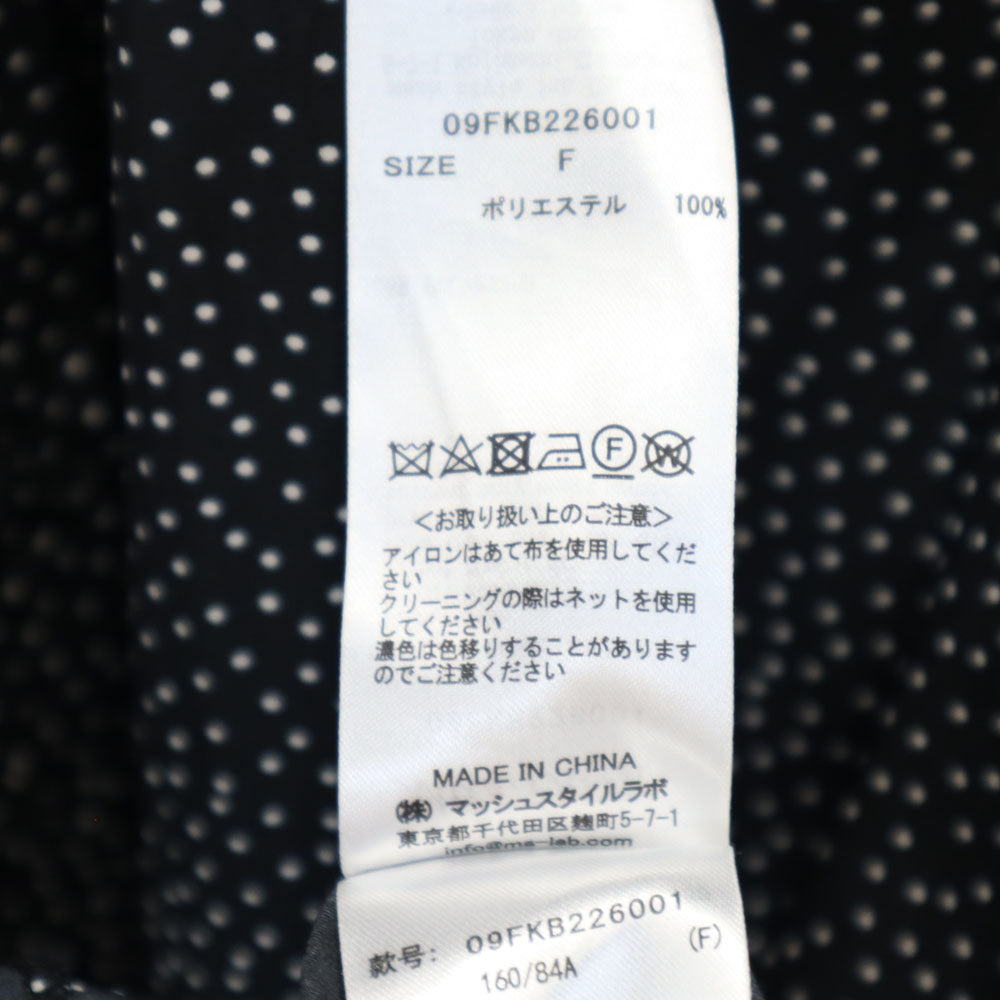 09FKB226001
SIZE F
ポリエステル 100%
F W
＜お取り扱い上のご注意＞
アイロンはあて布を使用してくだ
さい
クリーニングの際はネットを使用
してください
濃色は色移りすることがあります
のでご注意ください
MADE IN CHINA
㈱ マッシュスタイルラボ
東京都千代田区麹町5-7-1
info@ms-lab.com
款号: 09FKB226001
160/84A (F)